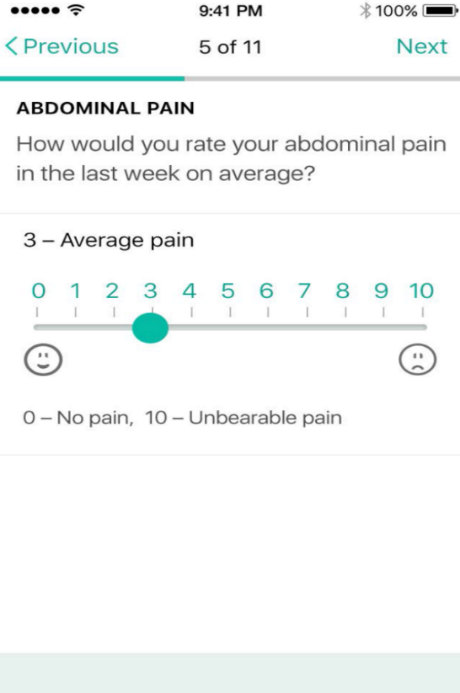 9:41 PM 100%
Previous 5 of 11 Next
ABDOMINAL PAIN
How would you rate your abdominal pain
in the last week on average?
3 – Average pain
0 1 2 3 4 5 6 7 8 9 10
0 – No pain, 10 – Unbearable pain